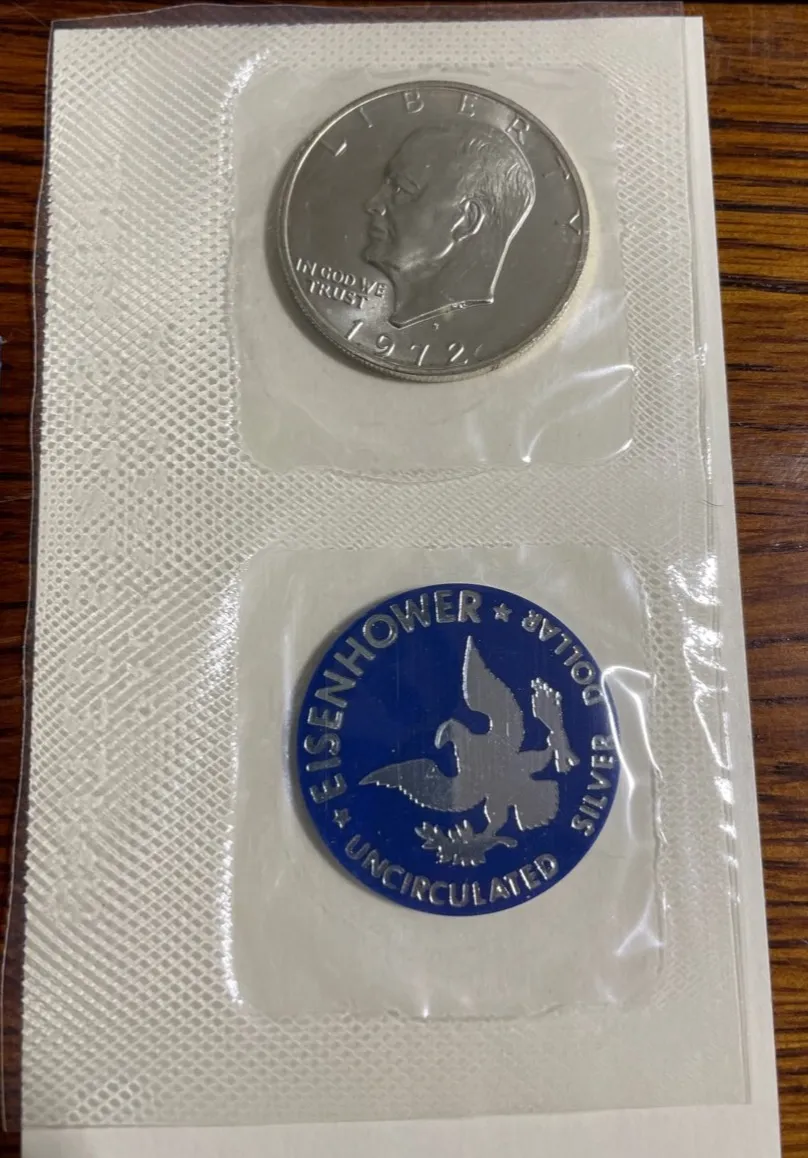 LIBERTY
IN GOD WE
TRUST
1972
★ EISENHOWER ★
UNCIRCULATED SILVER DOLLAR